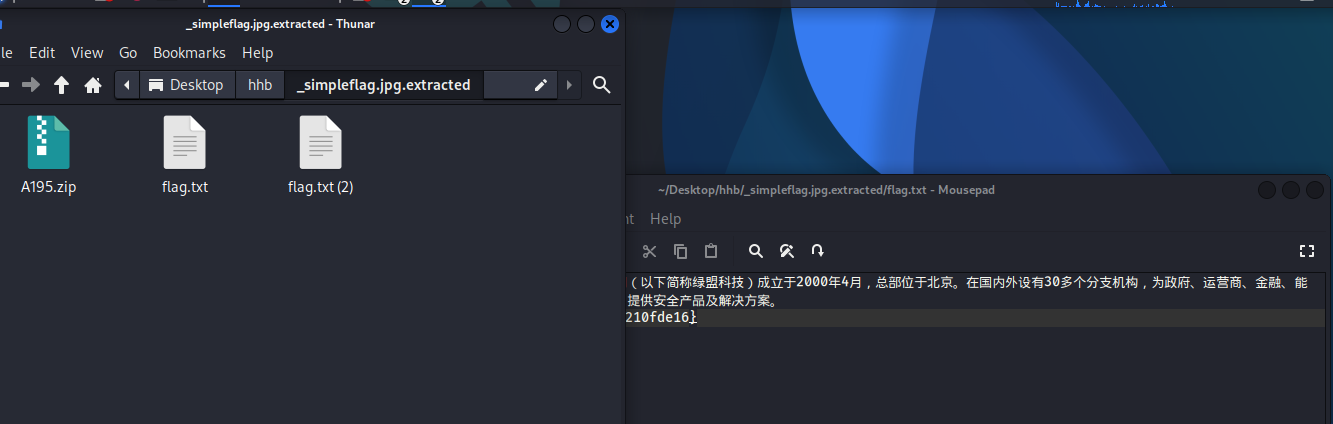 _simpleflag.jpg.extracted - Thunar
le Edit View Go Bookmarks Help
Desktop hhb _simpleflag.jpg.extracted
A195.zip flag.txt flag.txt (2)
~/Desktop/hhb/_simpleflag.jpg.extracted/flag.txt - Mousepad
nt Help
(以下简称绿盟科技)成立于2000年4月,总部位于北京。在国内外设有30多个分支机构,为政府、运营商、金融、能
提供安全产品及解决方案。
210fde16}